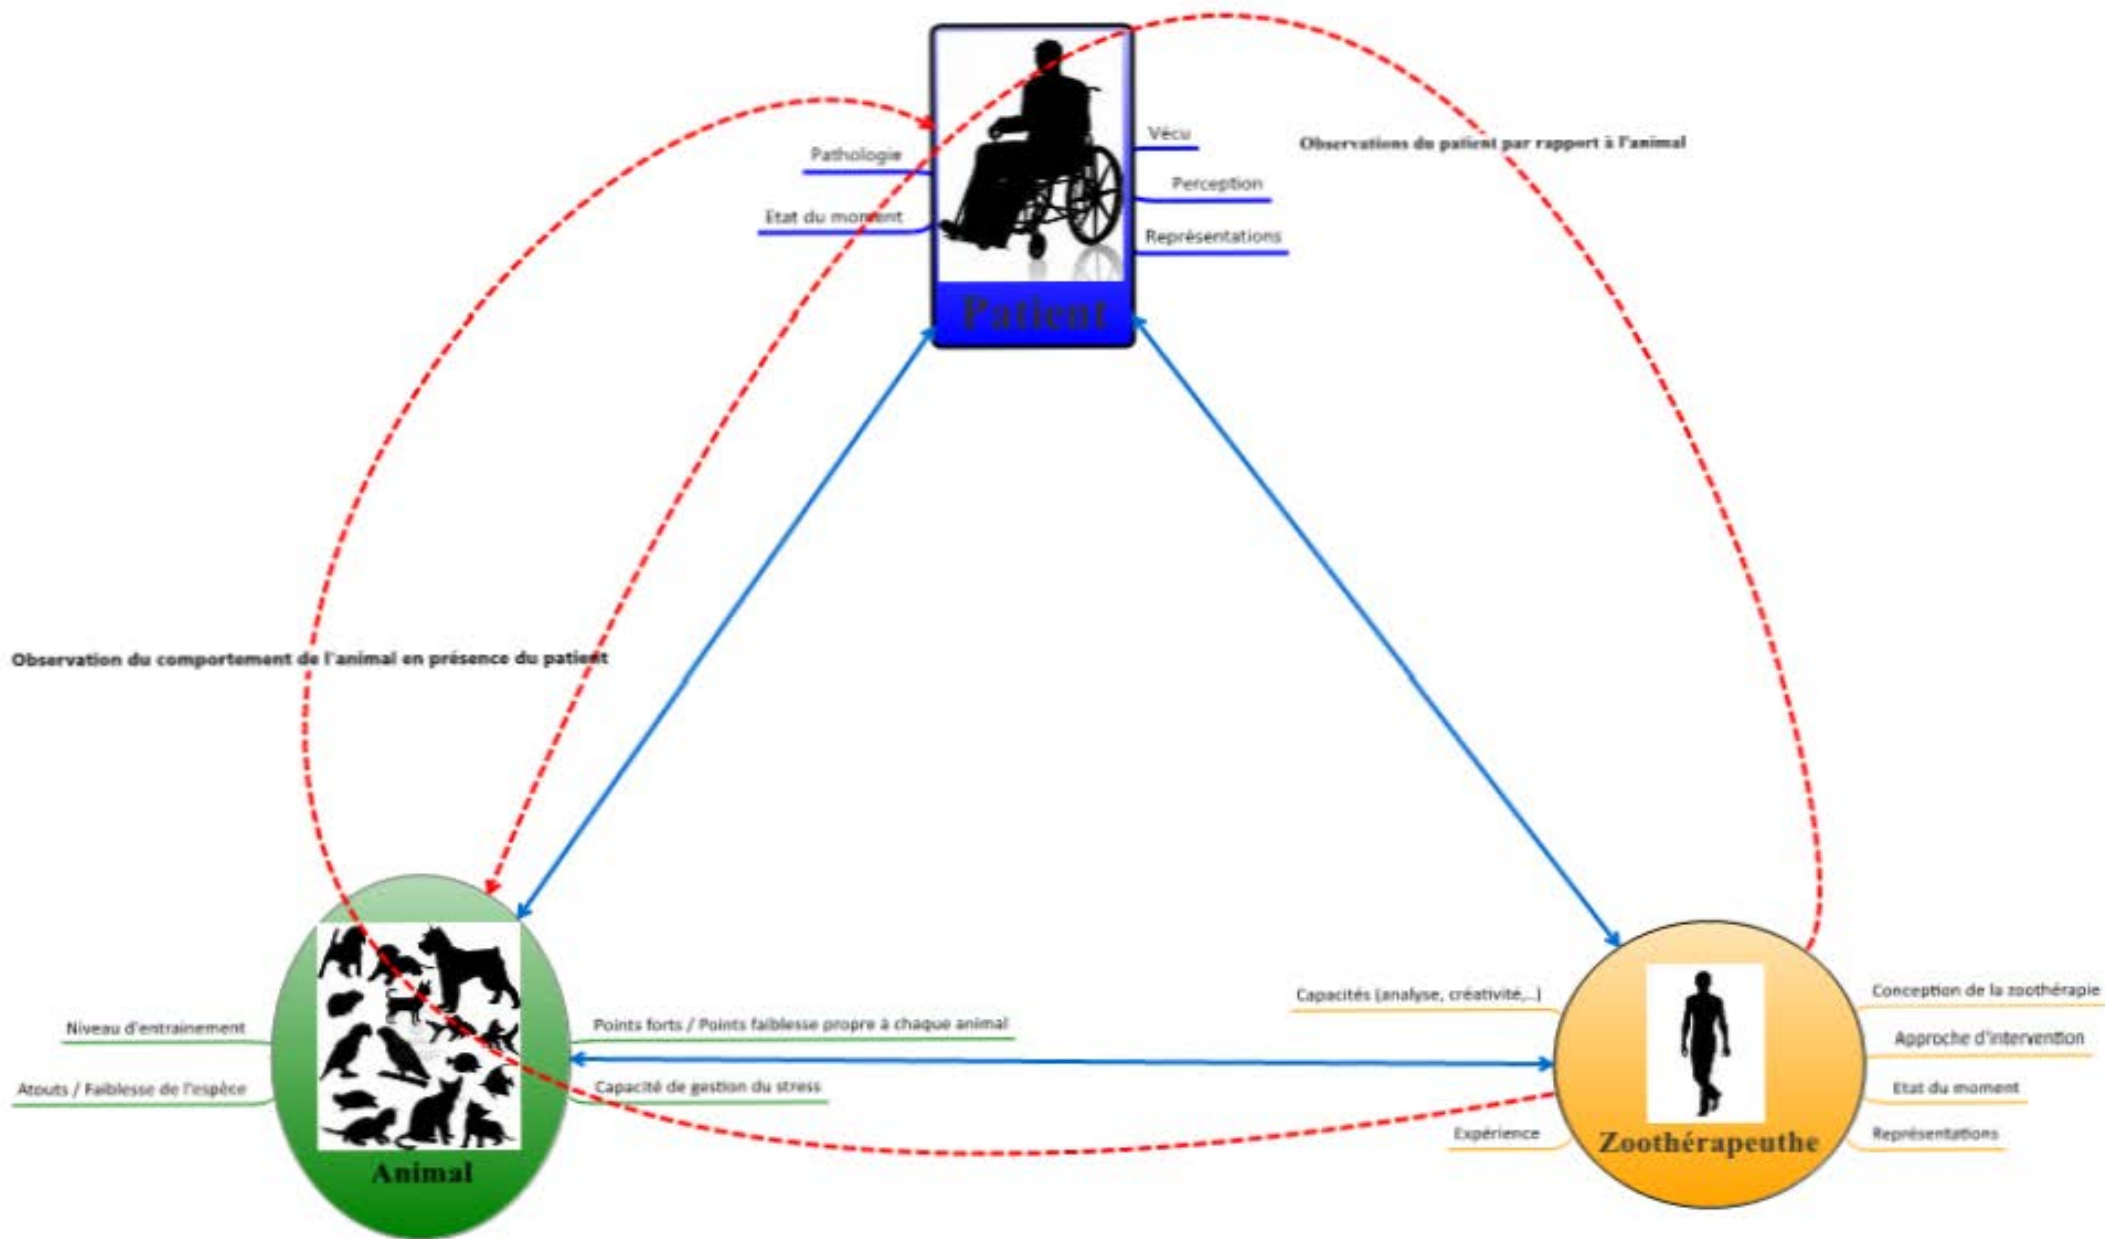 Pathologie
Etat du moment
Vécu
Perception
Représentations
Patient
Observations du patient par rapport à l'animal
Observation du comportement de l'animal en présence du patient
Niveau d'entrainement
Atouts / Faiblesse de l'espèce
Points forts / Points faiblesse propre à chaque animal
Capacité de gestion du stress
Animal
Capacités (analyse, créativité,..)
Expérience
Conception de la zoothérapie
Approche d'intervention
Etat du moment
Représentations
Zoothérapeuthe